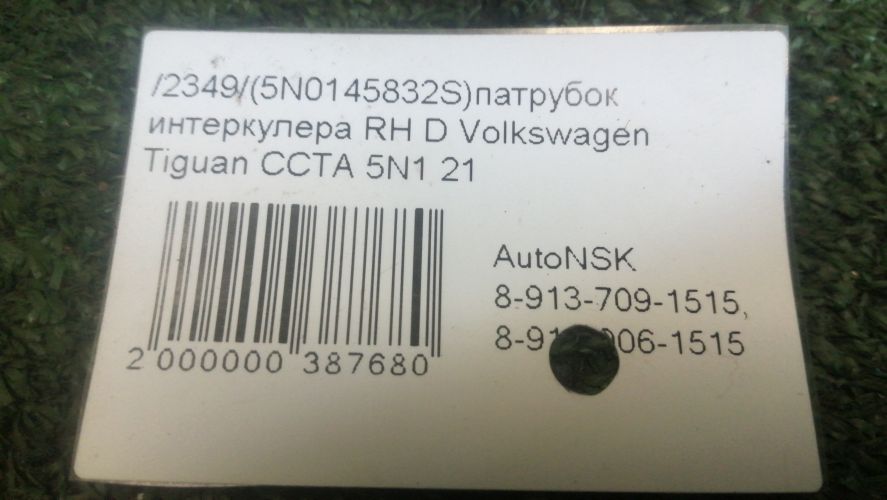 /2349/(5N0145832S)патрубок
интеркулера RH D Volkswagen
Tiguan CCTA 5N1 21
AutoNSK
8-913-709-1515,
2 000000 387680